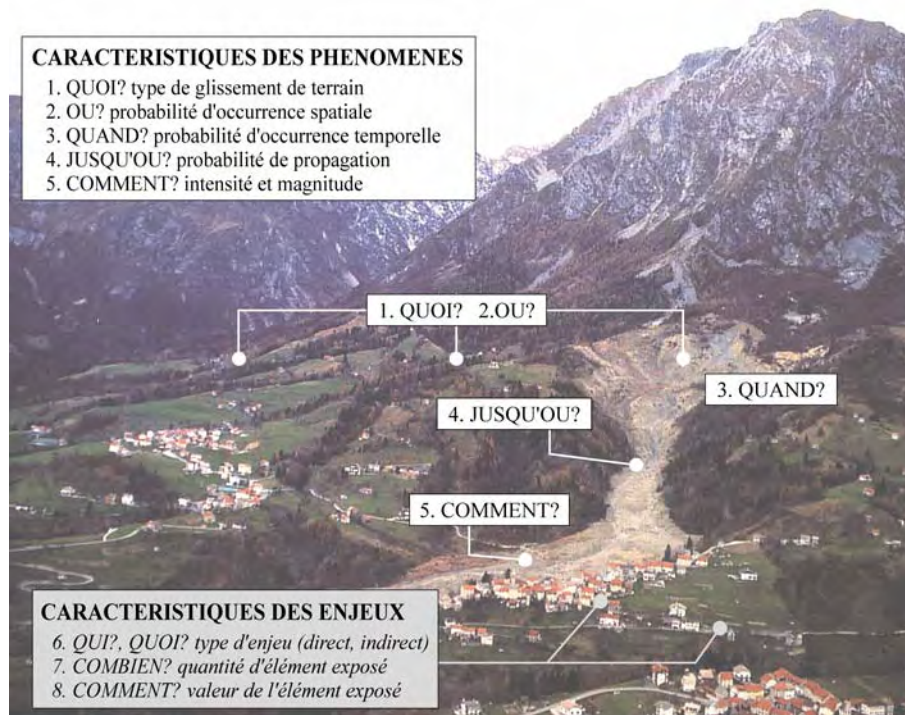 CARACTERISTIQUES DES PHENOMENES
1. QUOI? type de glissement de terrain
2. OU? probabilité d'occurrence spatiale
3. QUAND? probabilité d'occurrence temporelle
4. JUSQU'OU? probabilité de propagation
5. COMMENT? intensité et magnitude
1. QUOI? 2.OU?
3. QUAND?
4. JUSQU'OU?
5. COMMENT?
CARACTERISTIQUES DES ENJEUX
6. QUI?, QUOI? type d'enjeu (direct, indirect)
7. COMBIEN? quantité d'élément exposé
8. COMMENT? valeur de l'élément exposé